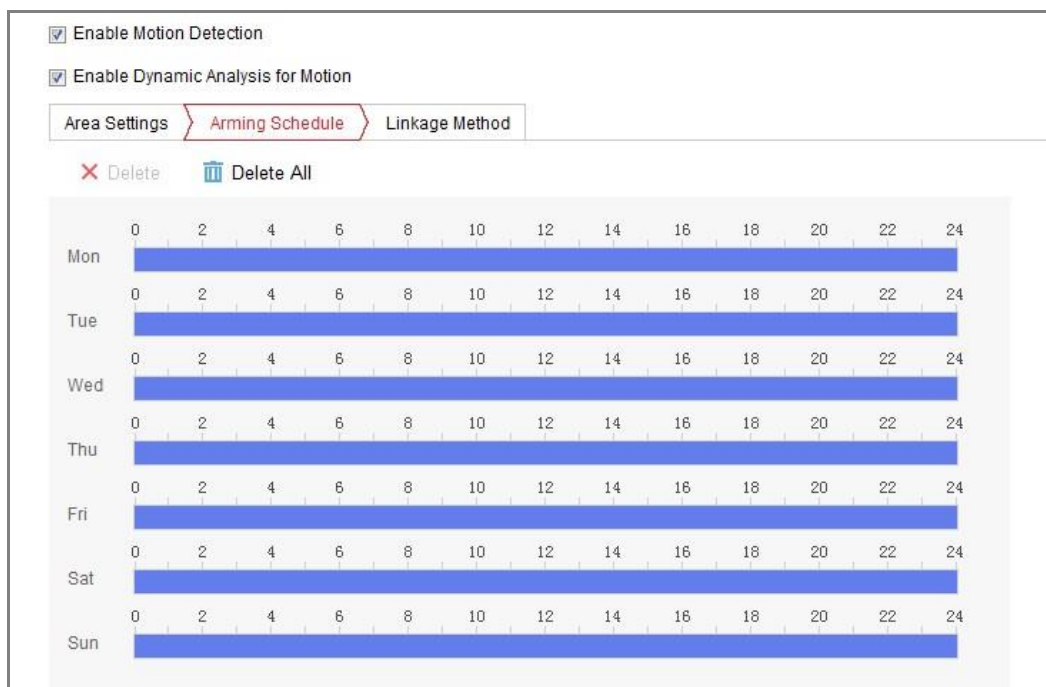 Enable Motion Detection
Enable Dynamic Analysis for Motion
Area Settings Arming Schedule Linkage Method
Delete Delete All
0 2 4 6 8 10 12 14 16 18 20 22 24
Mon
0 2 4 6 8 10 12 14 16 18 20 22 24
Tue
0 2 4 6 8 10 12 14 16 18 20 22 24
Wed
0 2 4 6 8 10 12 14 16 18 20 22 24
Thu
0 2 4 6 8 10 12 14 16 18 20 22 24
Fri
0 2 4 6 8 10 12 14 16 18 20 22 24
Sat
0 2 4 6 8 10 12 14 16 18 20 22 24
Sun